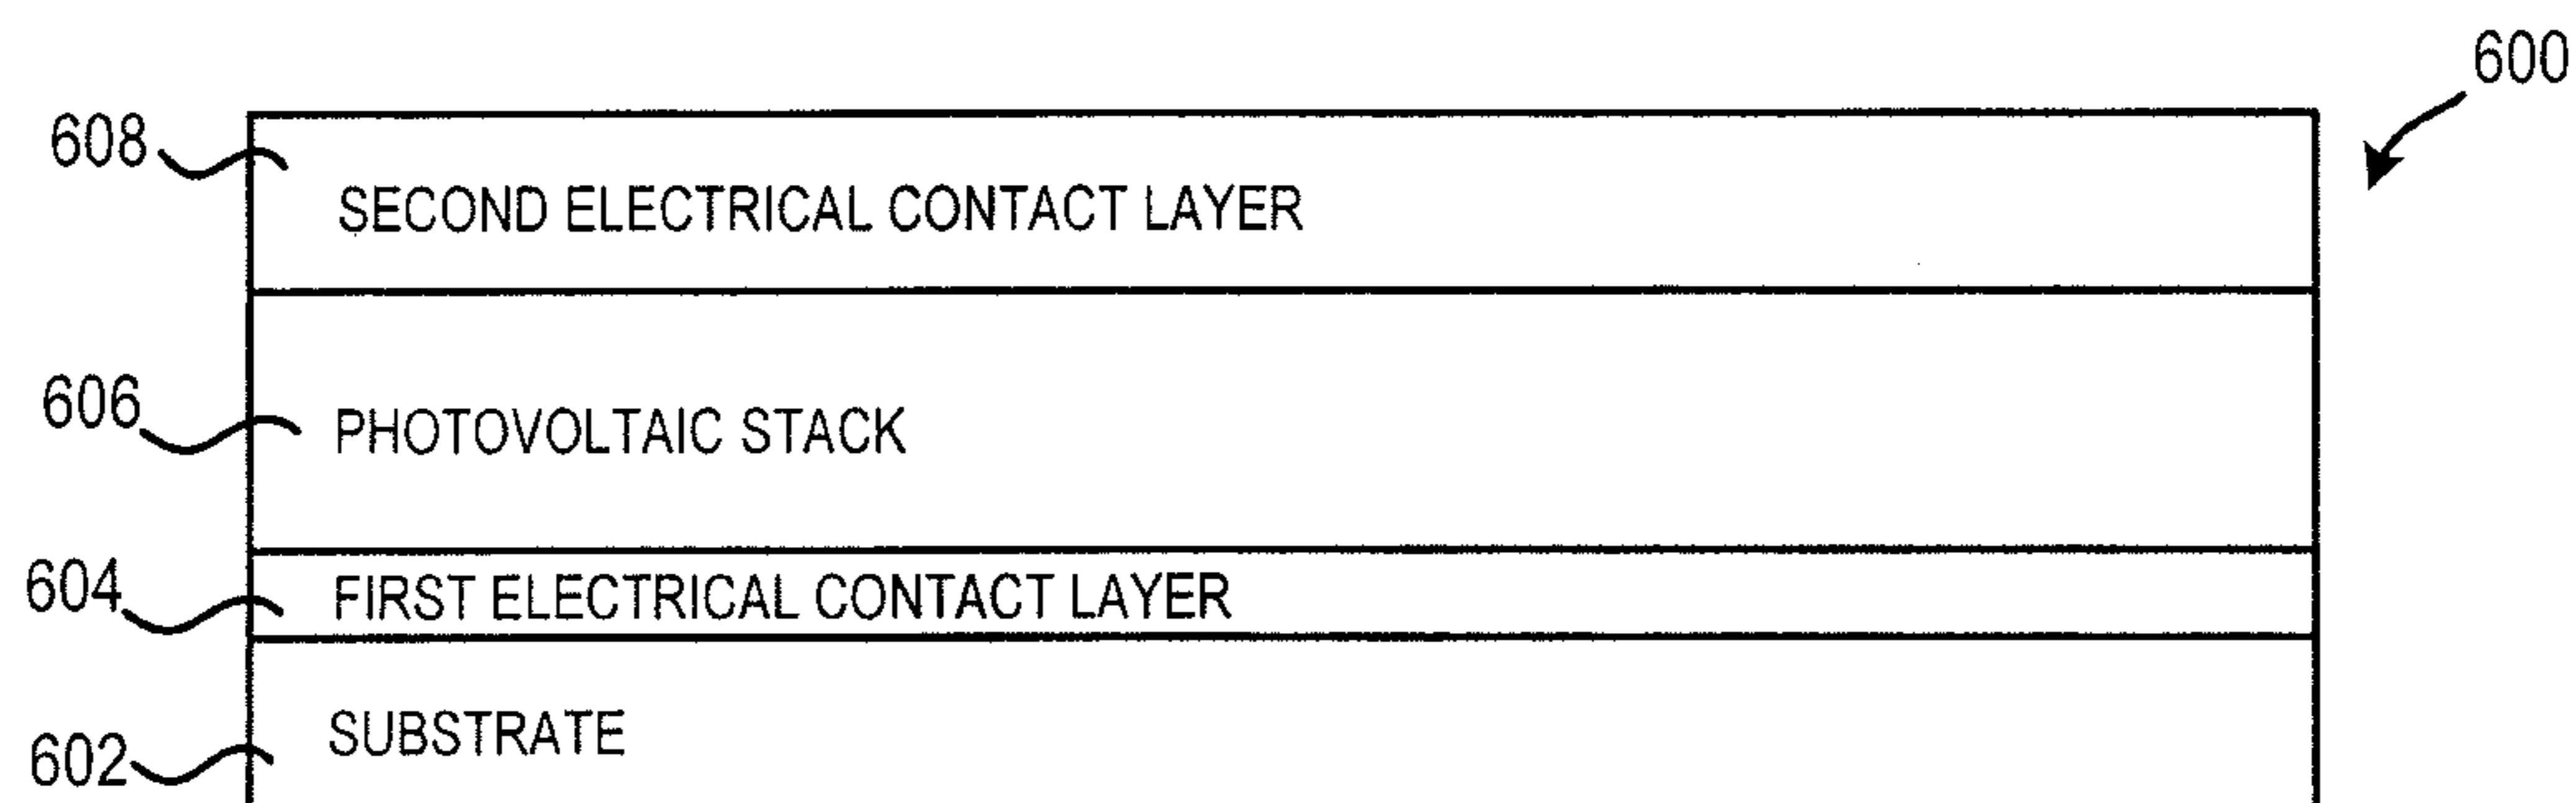 600
608
SECOND ELECTRICAL CONTACT LAYER
606
PHOTOVOLTAIC STACK
604
FIRST ELECTRICAL CONTACT LAYER
SUBSTRATE
602